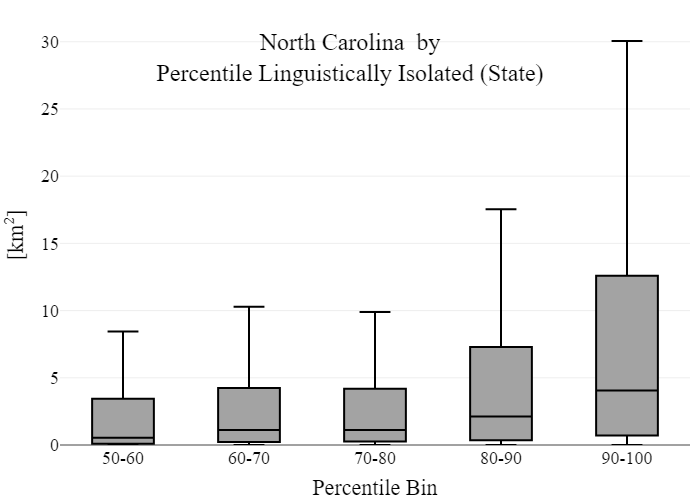 North Carolina by
Percentile Linguistically Isolated (State)
30
25
20
15
10
5
0
[km²]
50-60 60-70 70-80 80-90 90-100
Percentile Bin